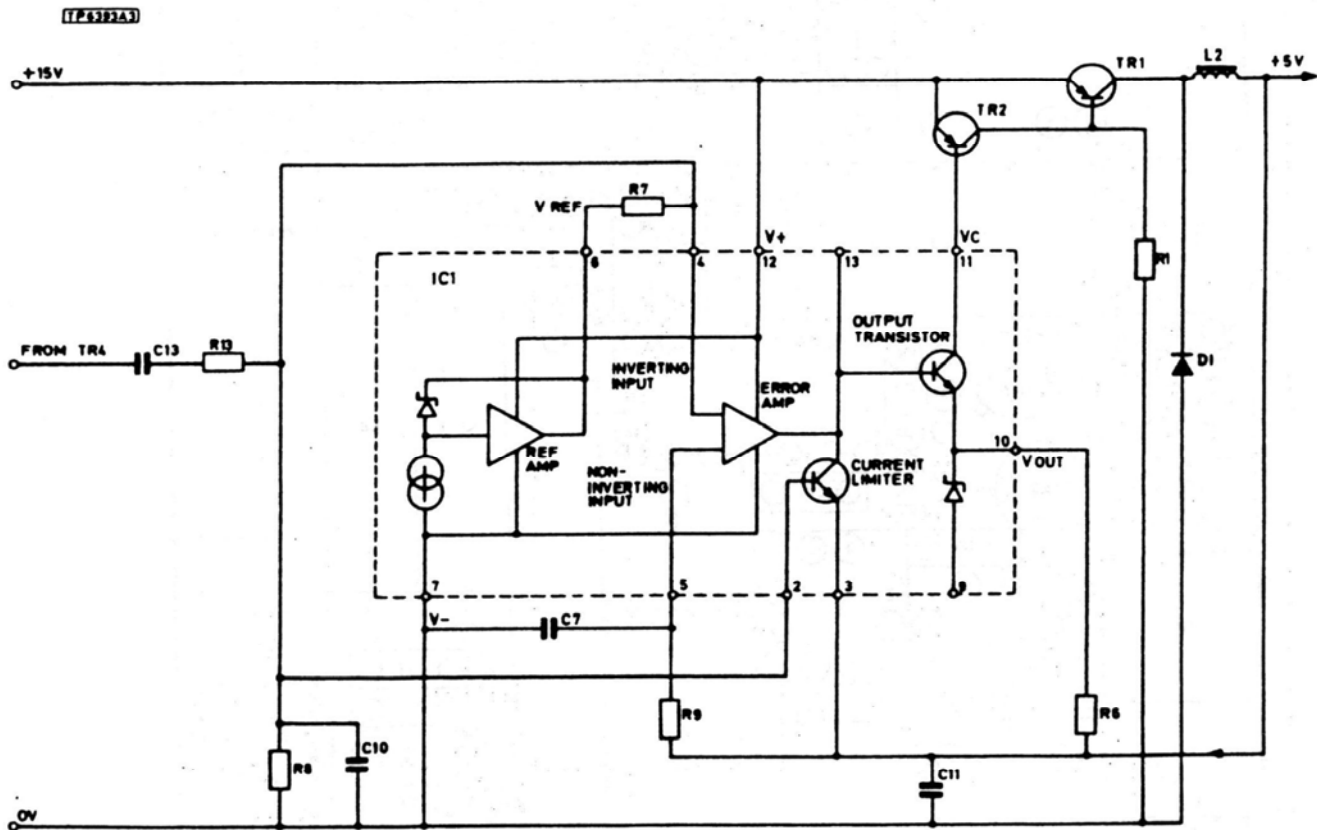 TP6393A3
+15V
TR1
L2
+5V
TR2
R7
V REF
V+
VC
6
4
12
13
11
IC1
R1
OUTPUT
TRANSISTOR
FROM TR4
C13
R13
D1
INVERTING
INPUT
ERROR
AMP
REF
AMP
10
V OUT
NON-
INVERTING
INPUT
CURRENT
LIMITER
7
5
2
3
9
V-
C7
R9
R6
C10
R8
C11
0V